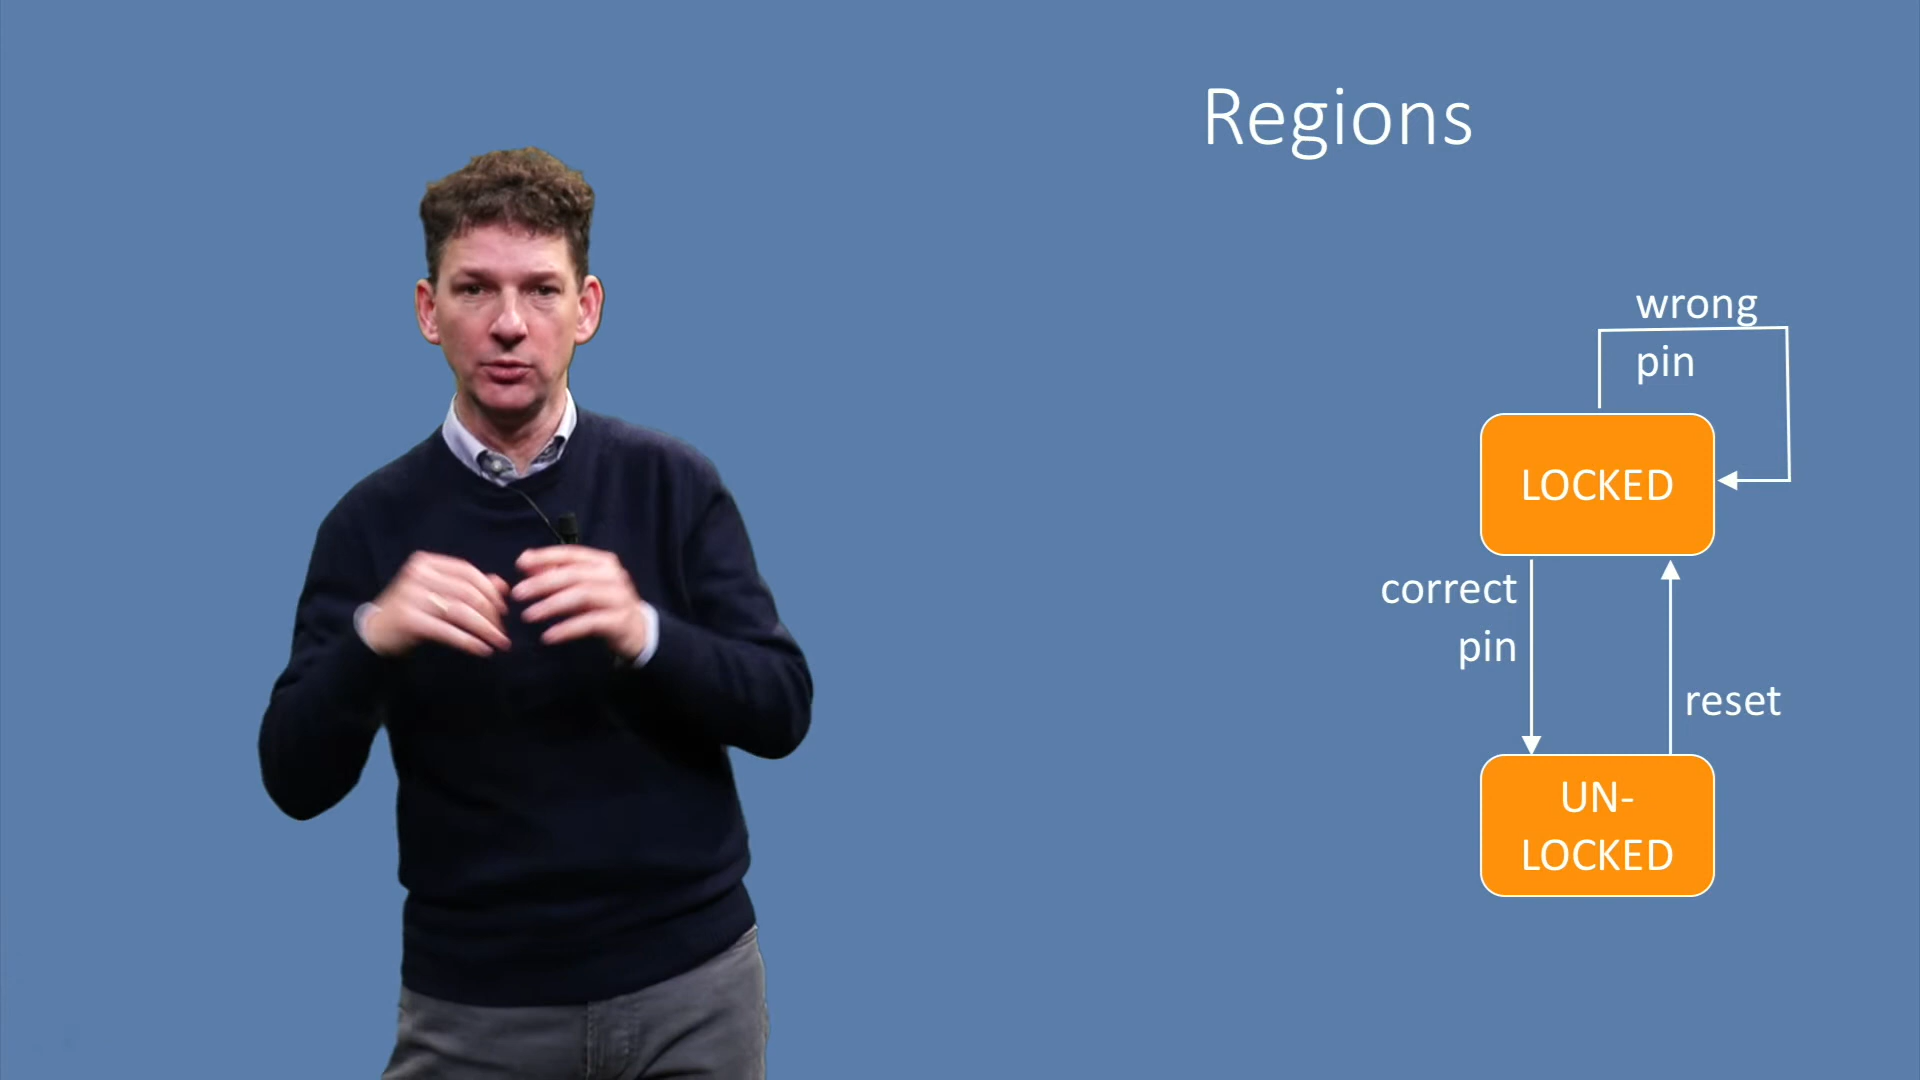 Regions
wrong
pin
LOCKED
correct
pin
reset
UN-
LOCKED